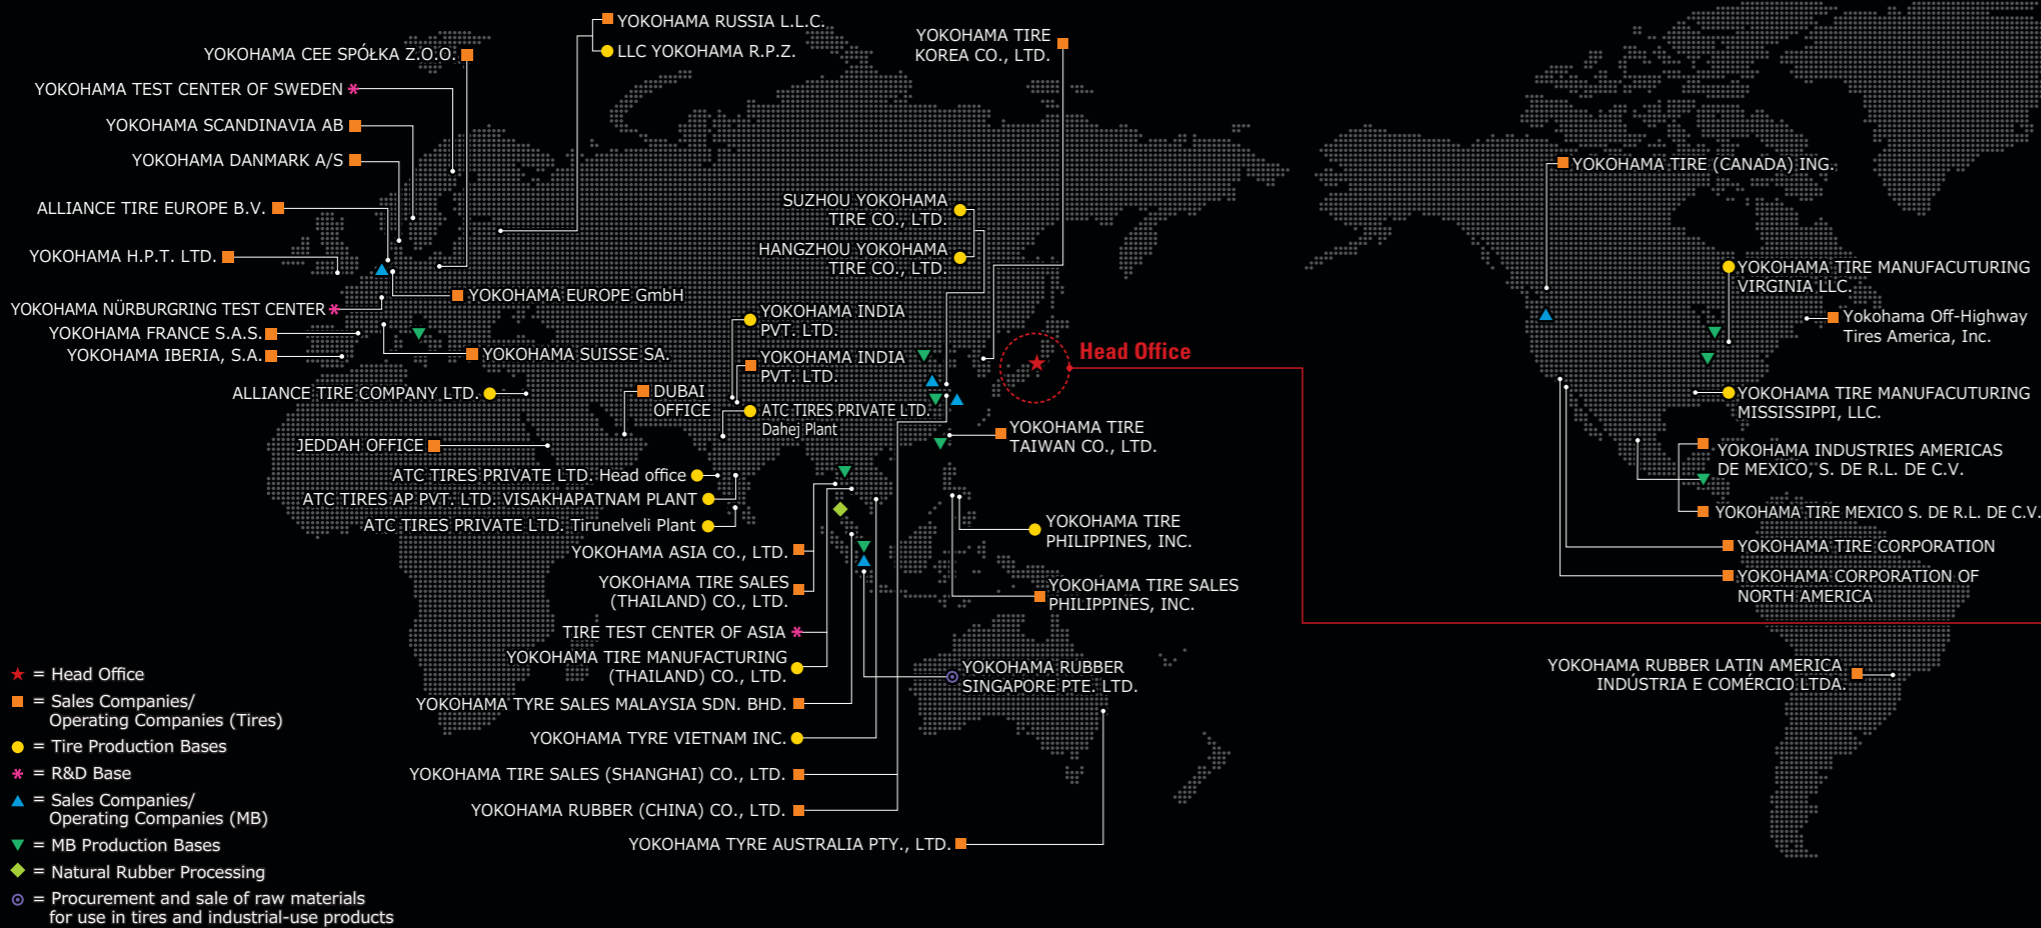 YOKOHAMA RUSSIA L.L.C.
LLC YOKOHAMA R.P.Z.
YOKOHAMA CEE SPÓŁKA Z.O.O.
YOKOHAMA TEST CENTER OF SWEDEN
YOKOHAMA SCANDINAVIA AB
YOKOHAMA DANMARK A/S
ALLIANCE TIRE EUROPE B.V.
YOKOHAMA H.P.T. LTD.
YOKOHAMA EUROPE GmbH
YOKOHAMA NÜRBURGRING TEST CENTER
YOKOHAMA FRANCE S.A.S.
YOKOHAMA IBERIA, S.A.
YOKOHAMA SUISSE SA.
ALLIANCE TIRE COMPANY LTD.
JEDDAH OFFICE
DUBAI
OFFICE
YOKOHAMA TIRE
KOREA CO., LTD.
SUZHOU YOKOHAMA
TIRE CO., LTD.
HANGZHOU YOKOHAMA
TIRE CO., LTD.
YOKOHAMA INDIA
PVT. LTD.
YOKOHAMA INDIA
PVT. LTD.
ATC TIRES PRIVATE LTD.
Dahej Plant
Head Office
YOKOHAMA TIRE
TAIWAN CO., LTD.
ATC TIRES PRIVATE LTD. Head office
ATC TIRES AP PVT. LTD. VISAKHAPATNAM PLANT
ATC TIRES PRIVATE LTD. Tirunelveli Plant
YOKOHAMA ASIA CO., LTD.
YOKOHAMA TIRE SALES
(THAILAND) CO., LTD.
TIRE TEST CENTER OF ASIA
YOKOHAMA TIRE MANUFACTURING
(THAILAND) CO., LTD.
YOKOHAMA TYRE SALES MALAYSIA SDN. BHD.
YOKOHAMA TYRE VIETNAM INC.
YOKOHAMA TIRE SALES (SHANGHAI) CO., LTD.
YOKOHAMA RUBBER (CHINA) CO., LTD.
YOKOHAMA TYRE AUSTRALIA PTY., LTD.
YOKOHAMA TIRE
PHILIPPINES, INC.
YOKOHAMA TIRE SALES
PHILIPPINES, INC.
YOKOHAMA RUBBER
SINGAPORE PTE. LTD.
YOKOHAMA TIRE (CANADA) ING.
YOKOHAMA TIRE MANUFACUTURING
VIRGINIA LLC.
Yokohama Off-Highway
Tires America, Inc.
YOKOHAMA TIRE MANUFACUTURING
MISSISSIPPI, LLC.
YOKOHAMA INDUSTRIES AMERICAS
DE MEXICO, S. DE R.L. DE C.V.
YOKOHAMA TIRE MEXICO S. DE R.L. DE C.V.
YOKOHAMA TIRE CORPORATION
YOKOHAMA CORPORATION OF
NORTH AMERICA
YOKOHAMA RUBBER LATIN AMERICA
INDÚSTRIA E COMÉRCIO LTDA.
= Head Office
= Sales Companies/
Operating Companies (Tires)
= Tire Production Bases
= R&D Base
= Sales Companies/
Operating Companies (MB)
= MB Production Bases
= Natural Rubber Processing
= Procurement and sale of raw materials
for use in tires and industrial-use products